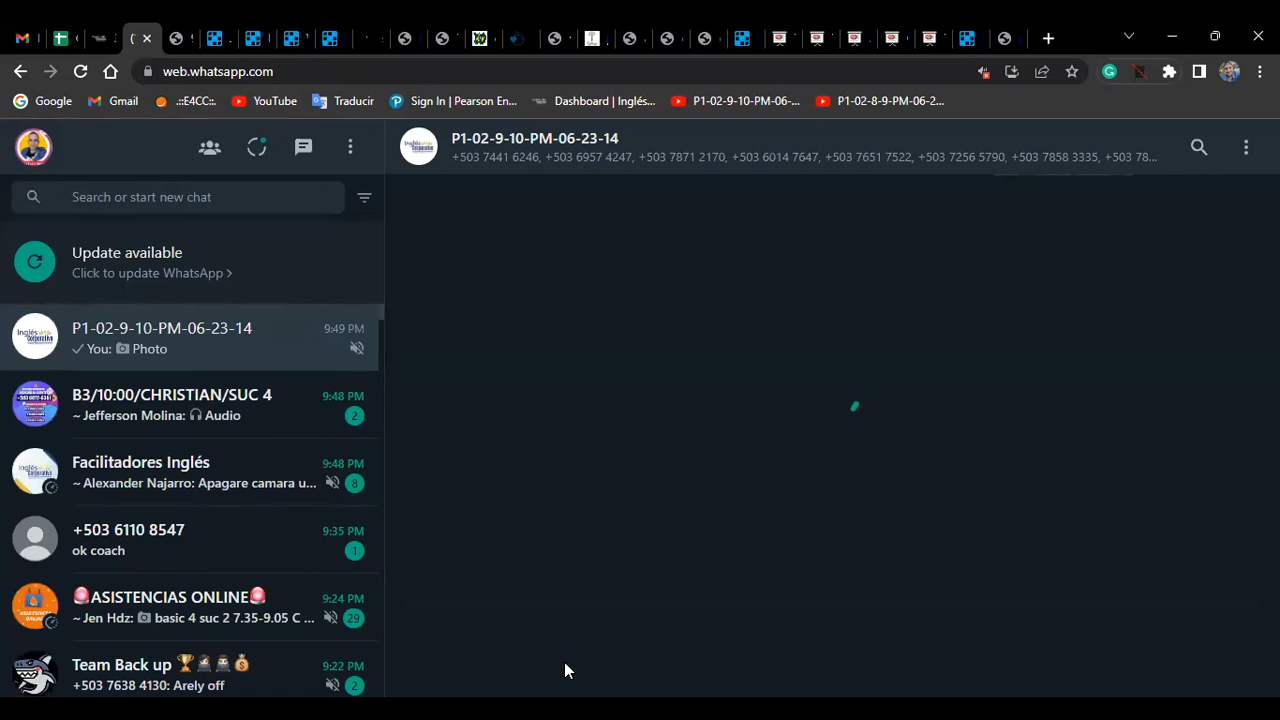 web.whatsapp.com
Google
Gmail
.::E4CC::.
YouTube
Traducir
Sign In | Pearson En...
Dashboard | Inglés...
P1-02-9-10-PM-06-...
P1-02-8-9-PM-06-2...
P1-02-9-10-PM-06-23-14
+503 7441 6246, +503 6957 4247, +503 7871 2170, +503 6014 7647, +503 7651 7522, +503 7256 5790, +503 7858 3335, +503 78...
Search or start new chat
Update available
Click to update WhatsApp >
P1-02-9-10-PM-06-23-14
9:49 PM
You: Photo
B3/10:00/CHRISTIAN/SUC 4
9:48 PM
~ Jefferson Molina: Audio
2
Facilitadores Inglés
9:48 PM
~ Alexander Najarro: Apagare camara u...
8
+503 6110 8547
9:35 PM
ok coach
1
🚨ASISTENCIAS ONLINE🚨
9:24 PM
~ Jen Hdz: basic 4 suc 2 7.35-9.05 C ...
29
Team Back up
9:22 PM
+503 7638 4130: Arely off
2